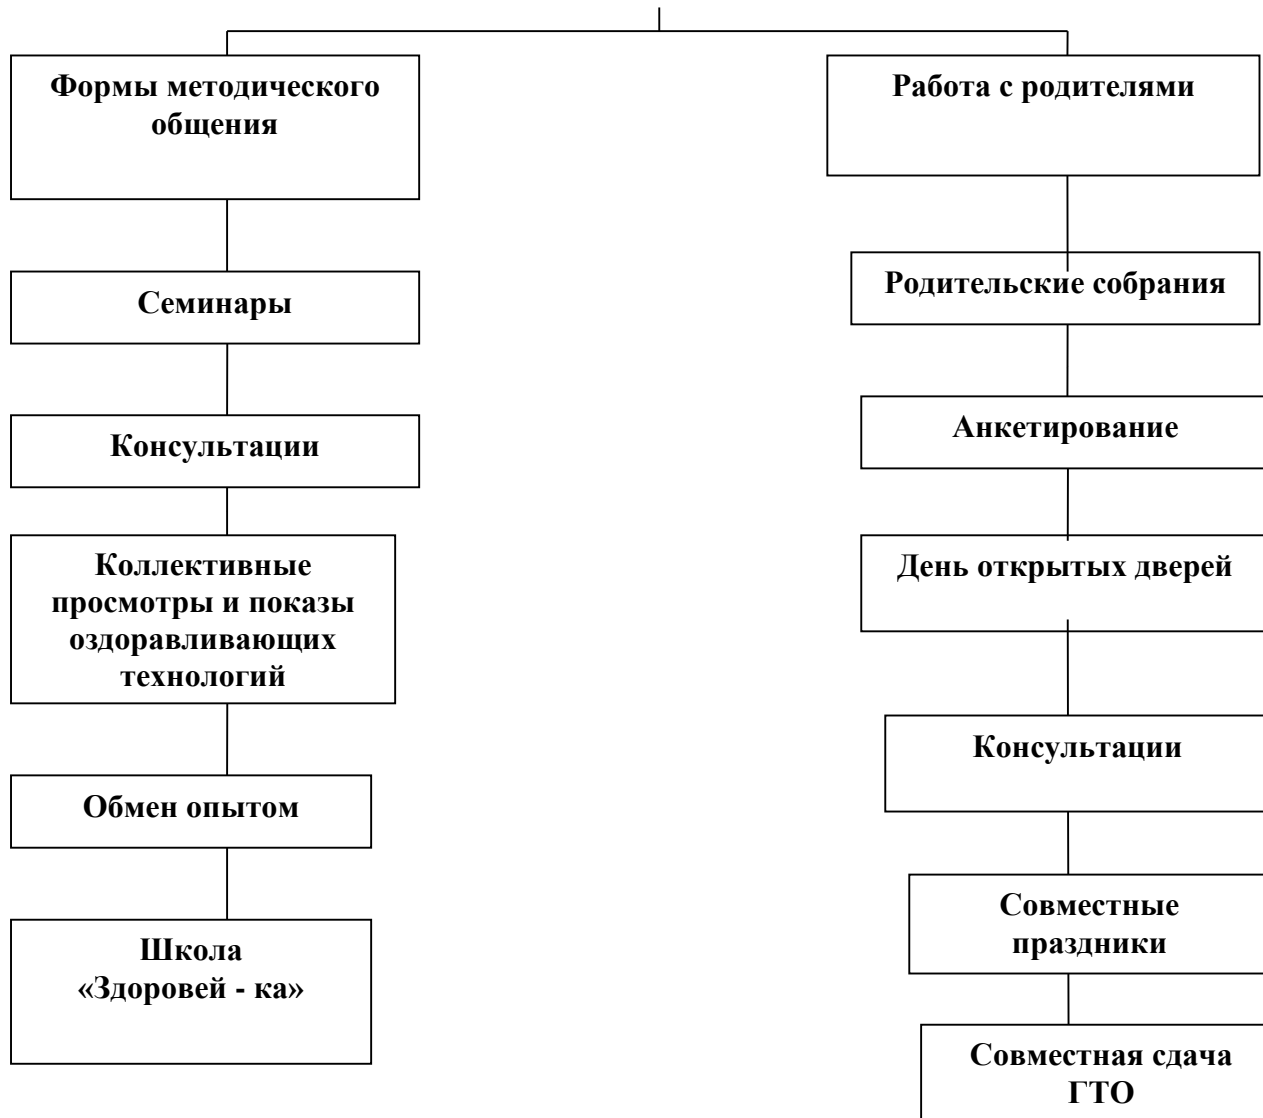 Формы методического
общения
Семинары
Консультации
Коллективные
просмотры и показы
оздоравливающих
технологий
Обмен опытом
Школа
«Здоровей - ка»
Работа с родителями
Родительские собрания
Анкетирование
День открытых дверей
Консультации
Совместные
праздники
Совместная сдача
ГТО